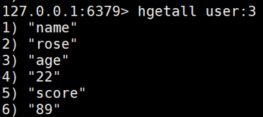 127.0.0.1:6379> hgetall user:3
1) "name"
2) "rose"
3) "age"
4) "22"
5) "score"
6) "89"